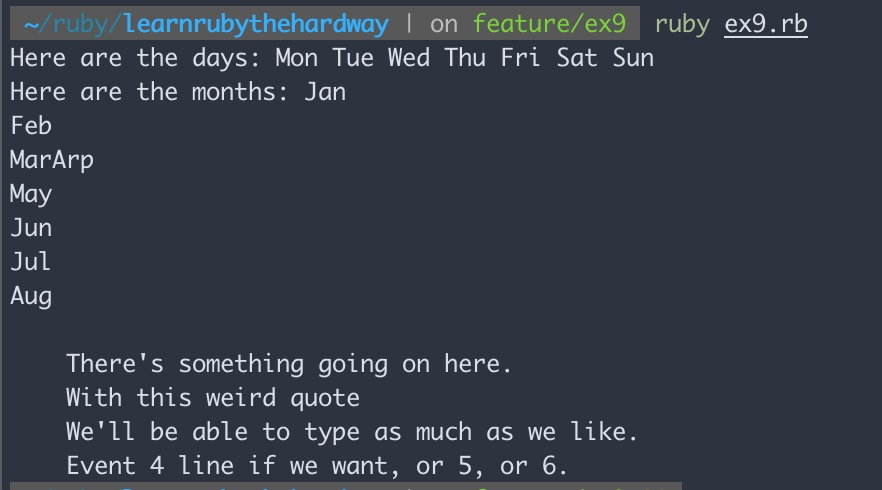 ~/ruby/learnrubythehardway | on feature/ex9 ruby ex9.rb
Here are the days: Mon Tue Wed Thu Fri Sat Sun
Here are the months: Jan
Feb
MarArp
May
Jun
Jul
Aug
There's something going on here.
With this weird quote
We'll be able to type as much as we like.
Event 4 line if we want, or 5, or 6.